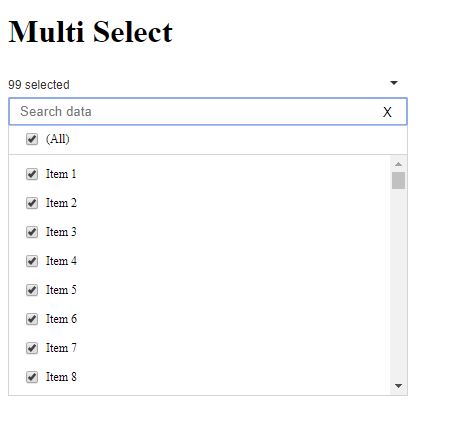 Multi Select
99 selected
Search data X
(All)
Item 1
Item 2
Item 3
Item 4
Item 5
Item 6
Item 7
Item 8